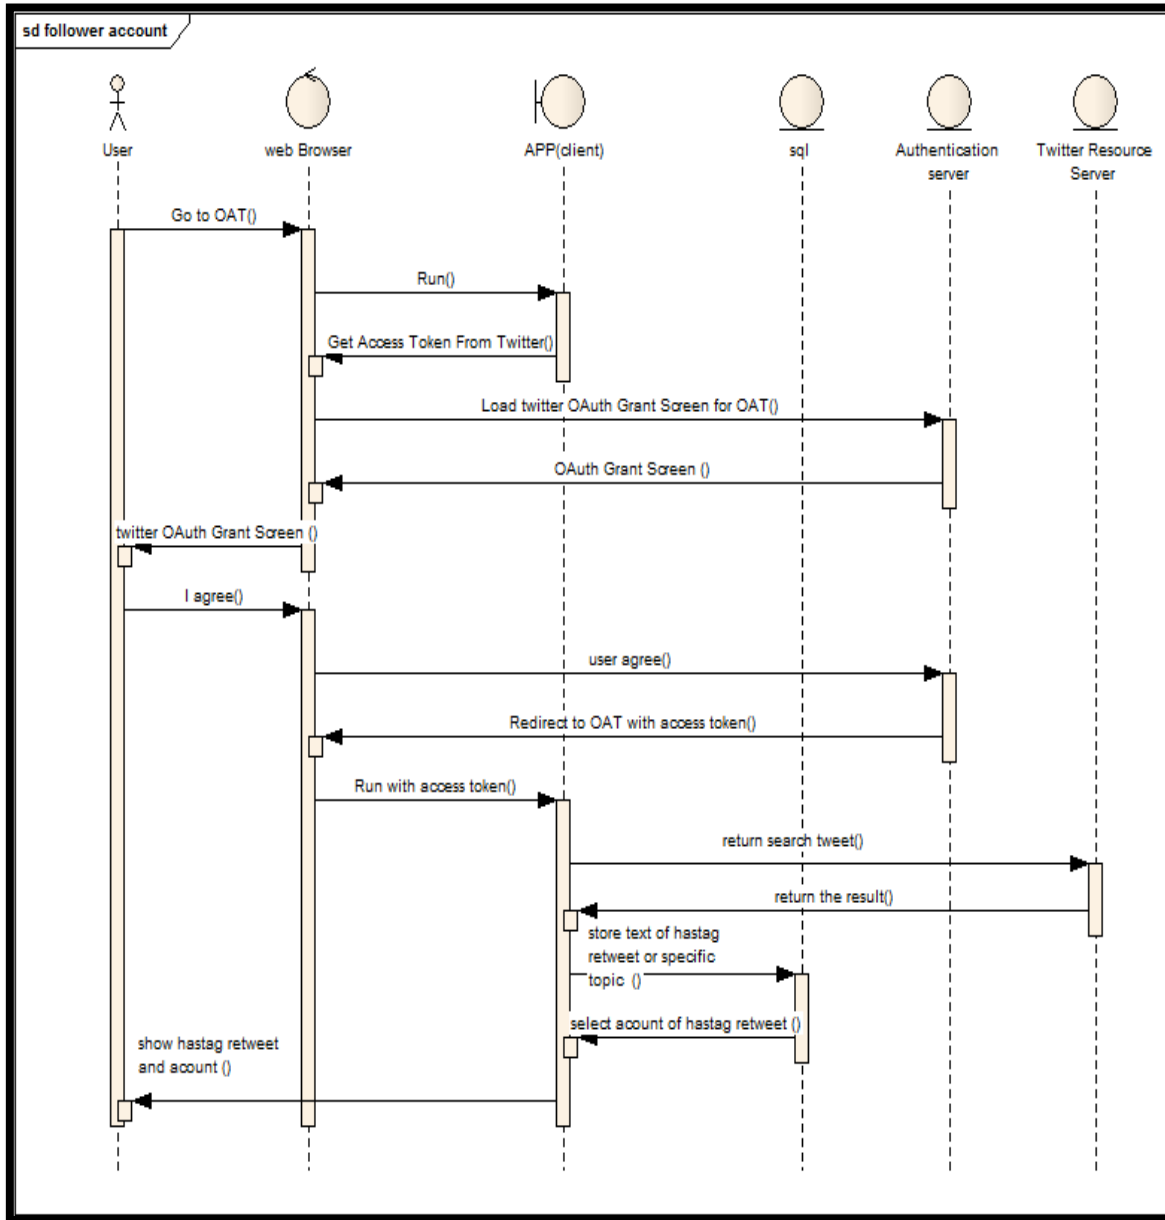 sd follower account
User
web Browser
APP(client)
sql
Authentication
server
Twitter Resource
Server
Go to OAT()
Run()
Get Access Token From Twitter()
Load twitter OAuth Grant Screen for OAT()
OAuth Grant Screen ()
twitter OAuth Grant Screen ()
I agree()
user agree()
Redirect to OAT with access token()
Run with access token()
return search tweet()
return the result()
store text of hastag
retweet or specific
topic ()
select acount of hastag retweet ()
show hastag retweet
and acount ()